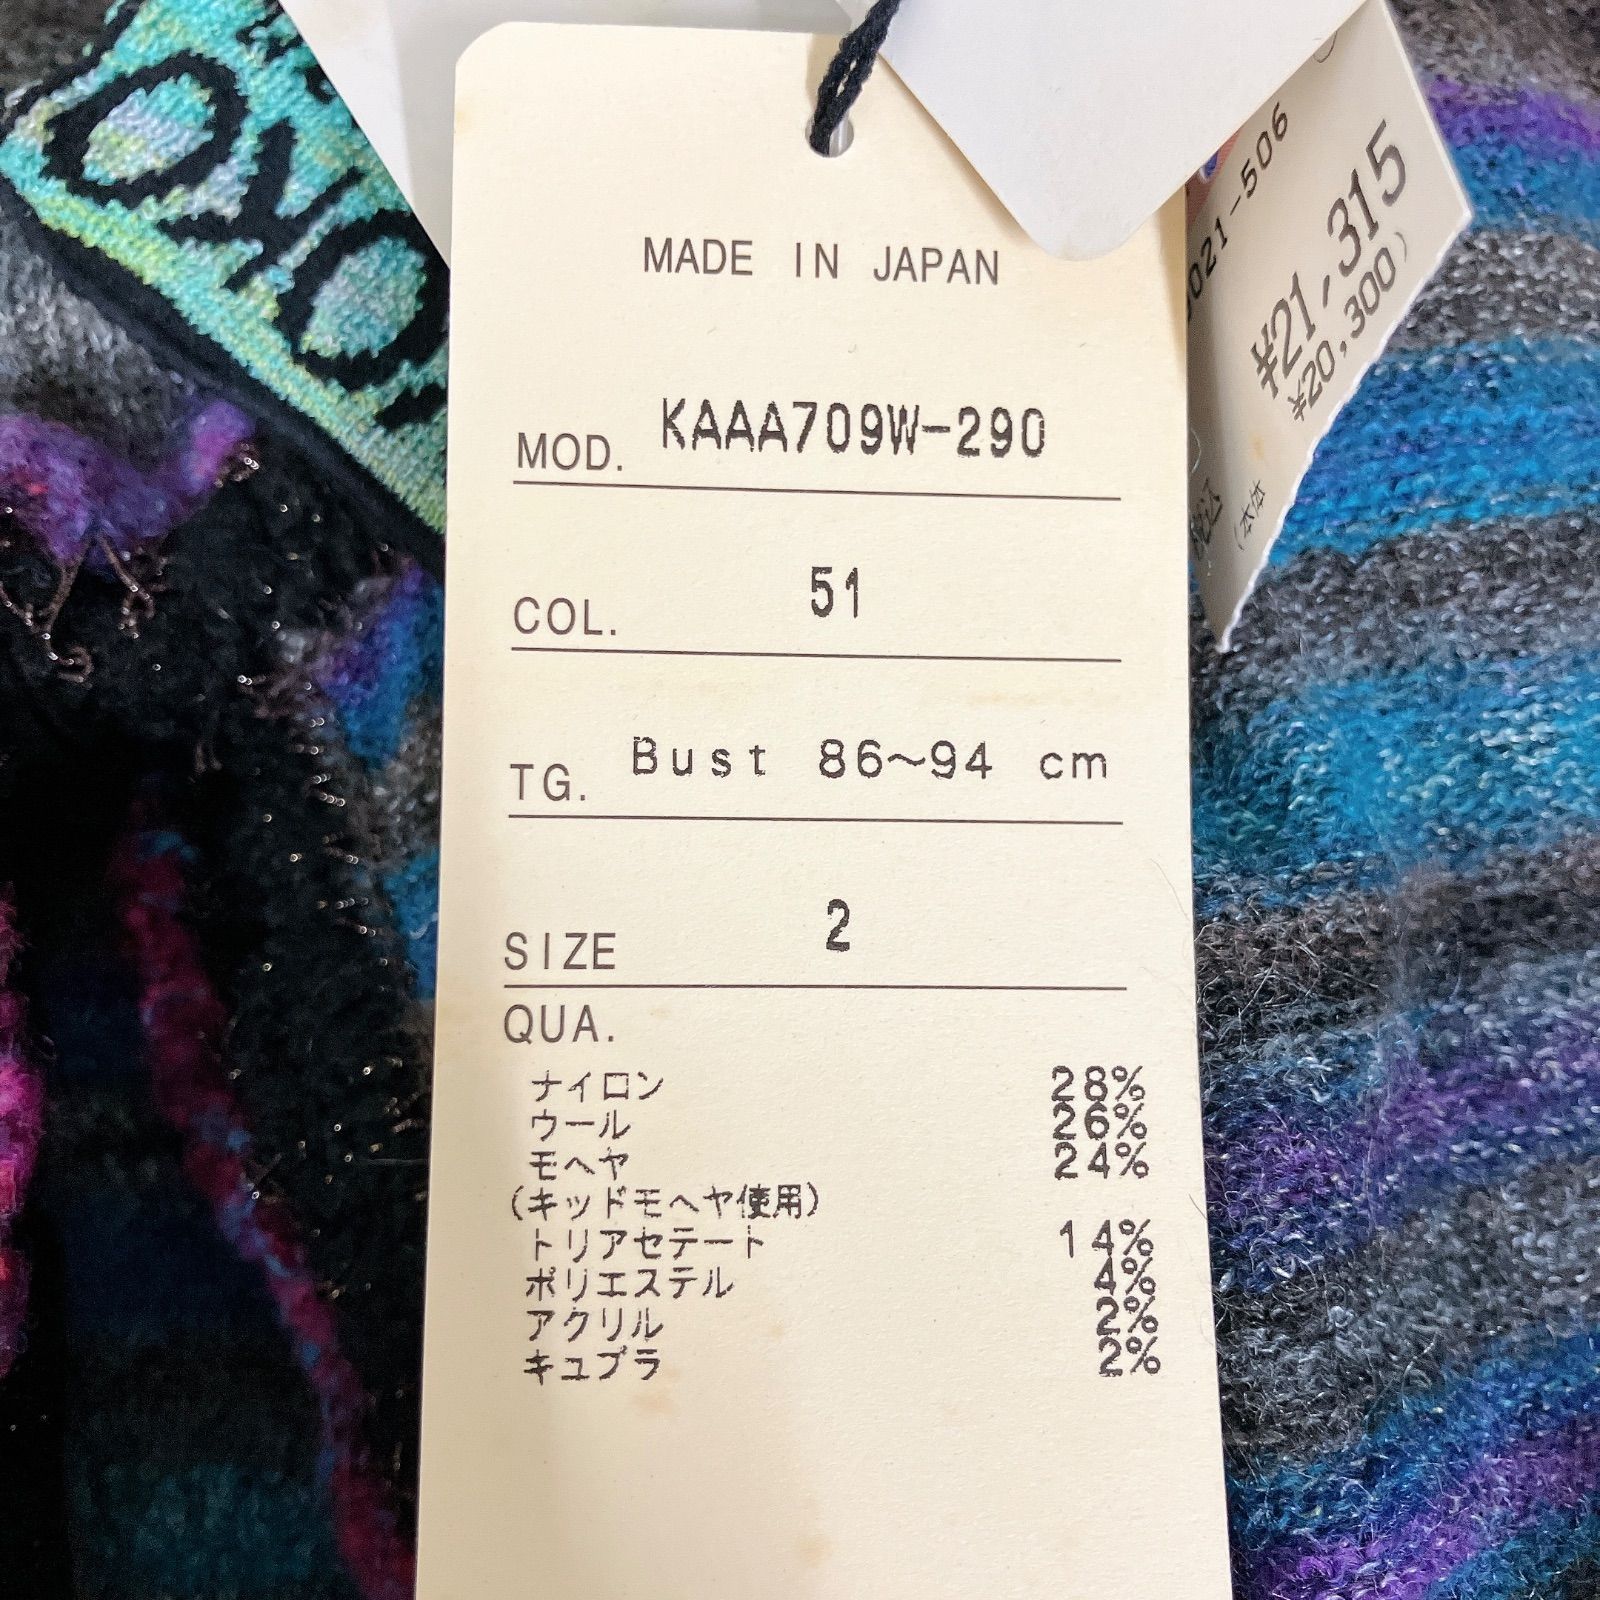 MADE IN JAPAN
MOD. KAAA709W-290
COL. 51
TG. Bust 86~94 cm
SIZE 2
QUA.
ナイロン 28%
ウール 26%
モヘヤ 24%
(キッドモヘヤ使用)
トリアセテート 14%
ポリエステル 4%
アクリル 2%
キュプラ 2%
021-506
¥21,315
¥20,300)
(本体